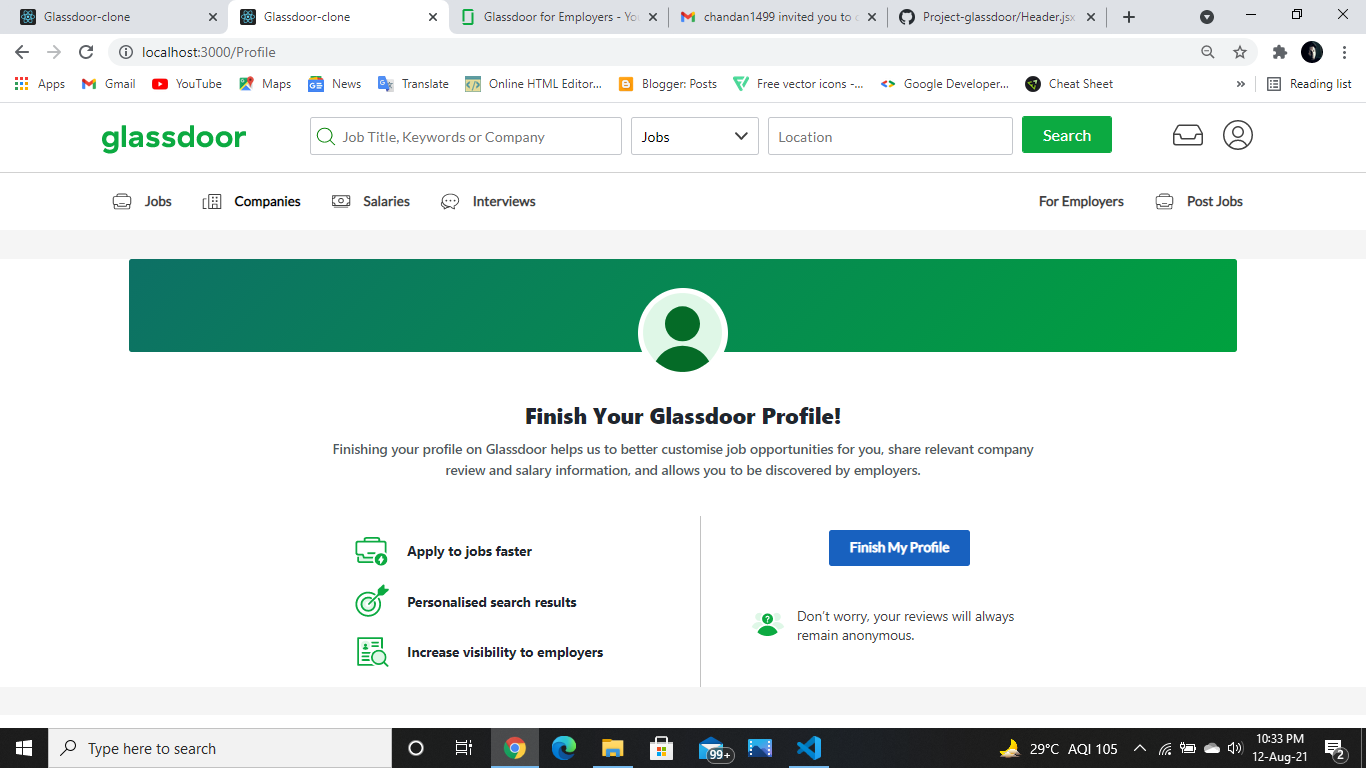 Glassdoor-clone
Glassdoor-clone
Glassdoor for Employers - You
chandan1499 invited you to c
Project-glassdoor/Header.jsx
localhost:3000/Profile
Apps
Gmail
YouTube
Maps
News
Translate
Online HTML Editor...
Blogger: Posts
Free vector icons -...
Google Developer...
Cheat Sheet
»
Reading list
glassdoor
Job Title, Keywords or Company
Jobs
Location
Search
Jobs
Companies
Salaries
Interviews
For Employers
Post Jobs
Finish Your Glassdoor Profile!
Finishing your profile on Glassdoor helps us to better customise job opportunities for you, share relevant company
review and salary information, and allows you to be discovered by employers.
Apply to jobs faster
Personalised search results
Increase visibility to employers
Finish My Profile
Don't worry, your reviews will always
remain anonymous.
Type here to search
99+
29°C AQI 105
10:33 PM
12-Aug-21
2